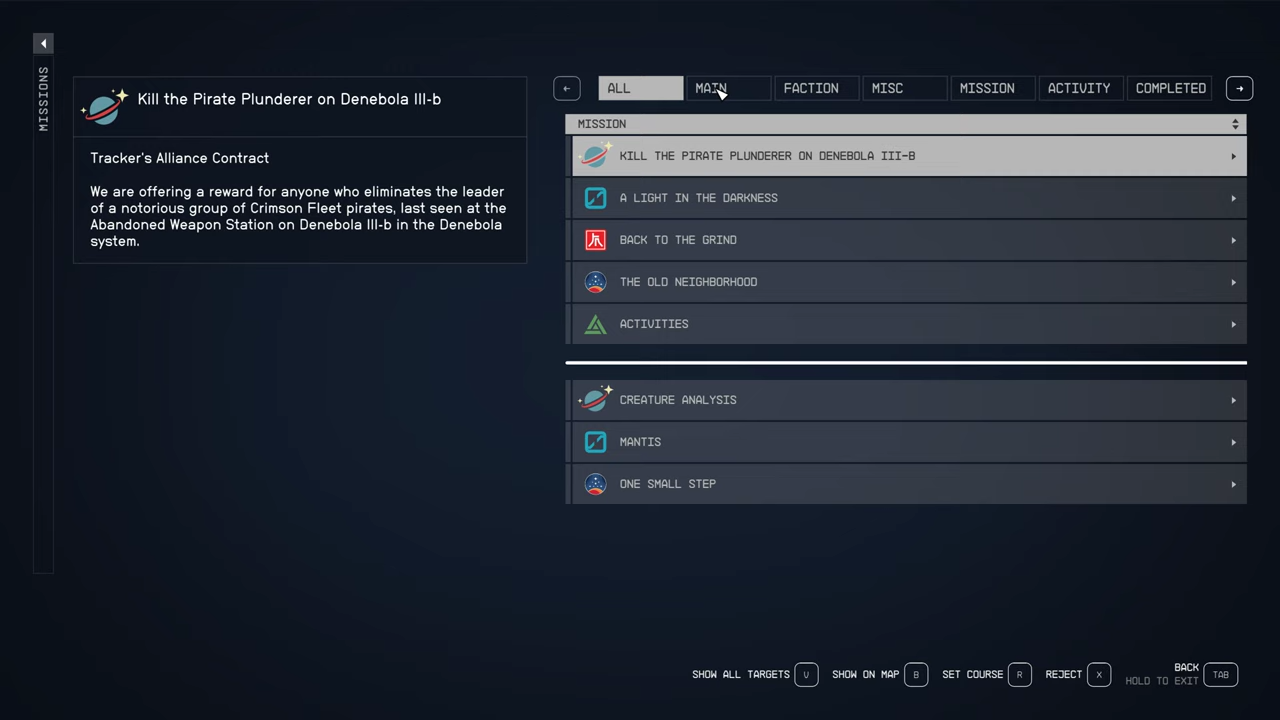 MISSIONS
Kill the Pirate Plunderer on Denebola III-b
Tracker's Alliance Contract
We are offering a reward for anyone who eliminates the leader
of a notorious group of Crimson Fleet pirates, last seen at the
Abandoned Weapon Station on Denebola III-b in the Denebola
system.
ALL MAIN FACTION MISC MISSION ACTIVITY COMPLETED
MISSION
KILL THE PIRATE PLUNDERER ON DENEBOLA III-B
A LIGHT IN THE DARKNESS
BACK TO THE GRIND
THE OLD NEIGHBORHOOD
ACTIVITIES
CREATURE ANALYSIS
MANTIS
ONE SMALL STEP
SHOW ALL TARGETS V SHOW ON MAP B SET COURSE R REJECT X BACK TAB
HOLD TO EXIT